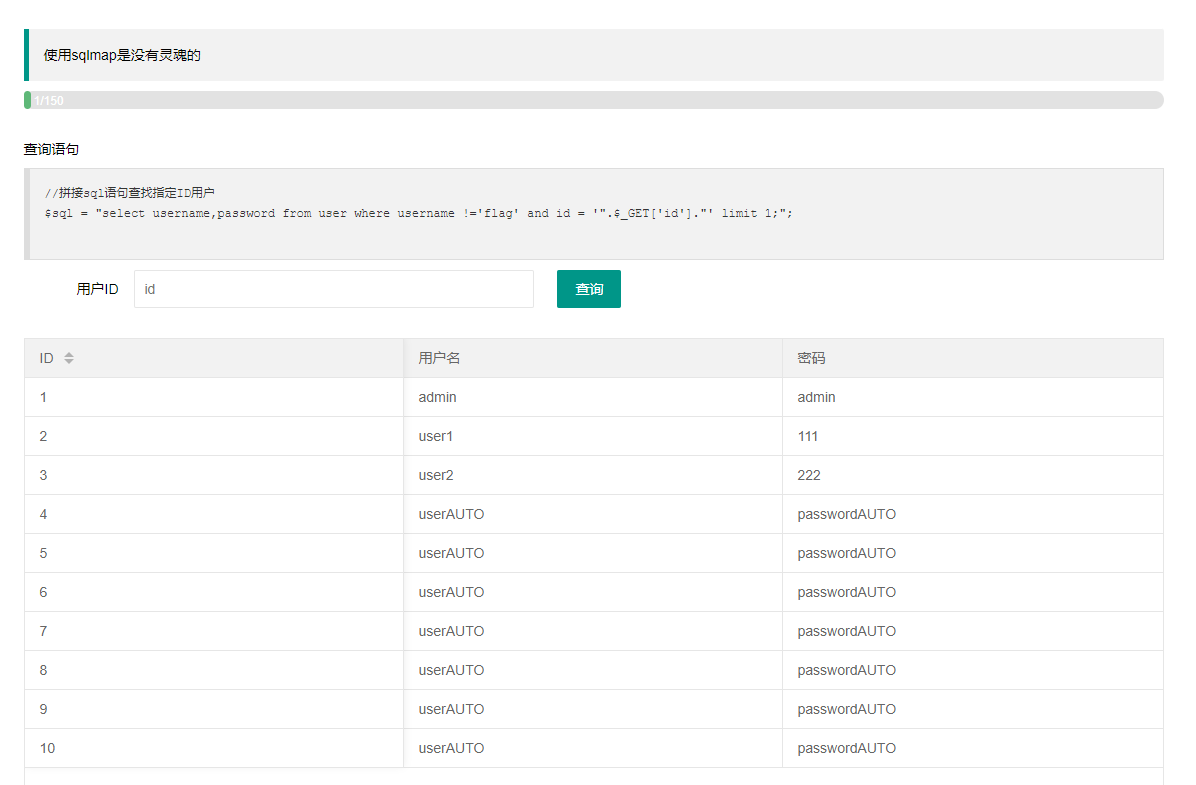 使用sqlmap是没有灵魂的
1/150
查询语句
//拼接sql语句查找指定ID用户
$sql = "select username,password from user where username !='flag' and id = '".$_GET['id']."' limit 1;";
用户ID id 查询
ID 用户名 密码
1 admin admin
2 user1 111
3 user2 222
4 userAUTO passwordAUTO
5 userAUTO passwordAUTO
6 userAUTO passwordAUTO
7 userAUTO passwordAUTO
8 userAUTO passwordAUTO
9 userAUTO passwordAUTO
10 userAUTO passwordAUTO